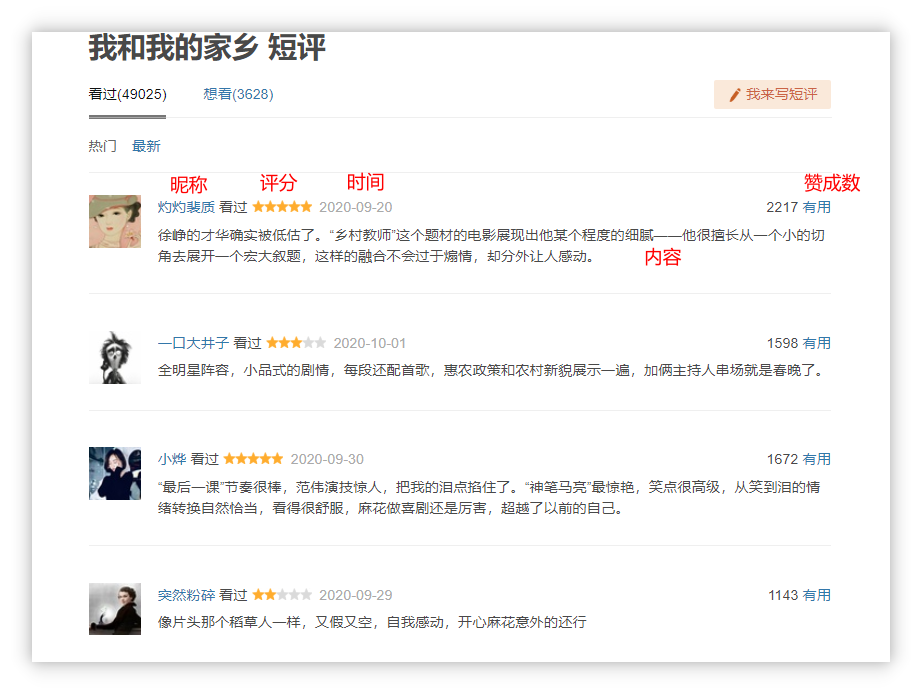 我和我的家乡 短评
看过(49025) 想看(3628) 我来写短评
热门 最新
昵称 评分 时间 赞成数
灼灼裴质 看过 2020-09-20 2217 有用
徐峥的才华确实被低估了。“乡村教师”这个题材的电影展现出他某个程度的细腻——他很擅长从一个小的切
角去展开一个宏大叙题，这样的融合不会过于煽情，却分外让人感动。
内容
一口大井子 看过 2020-10-01 1598 有用
全明星阵容，小品式的剧情，每段还配首歌，惠农政策和农村新貌展示一遍，加俩主持人串场就是春晚了。
小烨 看过 2020-09-30 1672 有用
“最后一课”节奏很棒，范伟演技惊人，把我的泪点掐住了。“神笔马亮”最惊艳，笑点很高级，从笑到泪的情
绪转换自然恰当，看得很舒服，麻花做喜剧还是厉害，超越了以前的自己。
突然粉碎 看过 2020-09-29 1143 有用
像片头那个稻草人一样，又假又空，自我感动，开心麻花意外的还行